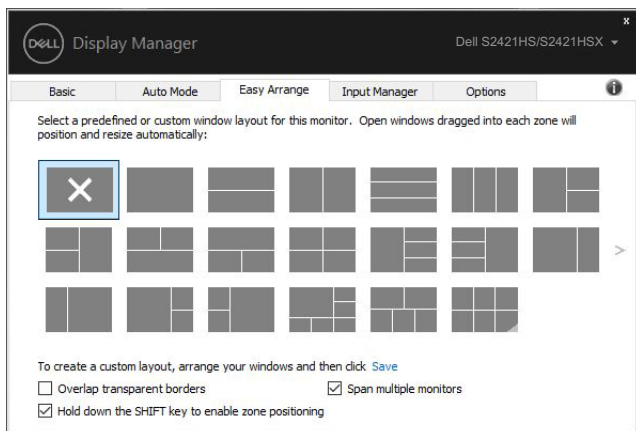 x
DELL Display Manager Dell S2421HS/S2421HSX
Basic Auto Mode Easy Arrange Input Manager Options
Select a predefined or custom window layout for this monitor. Open windows dragged into each zone will
position and resize automatically:
To create a custom layout, arrange your windows and then click Save
Overlap transparent borders Span multiple monitors
Hold down the SHIFT key to enable zone positioning